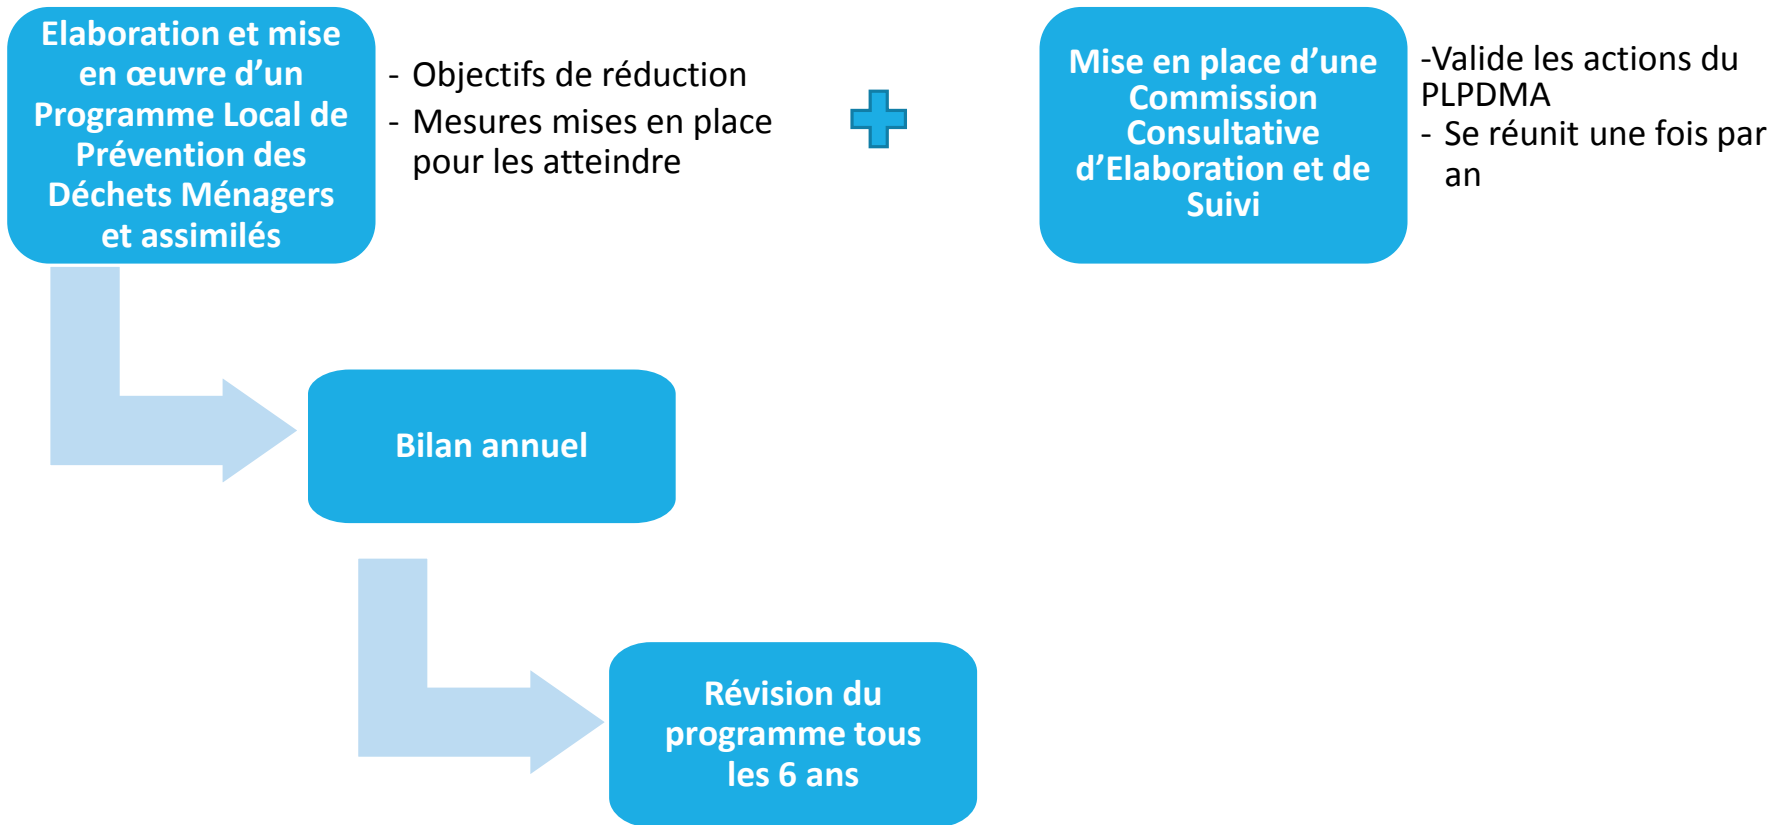 Elaboration et mise
en œuvre d’un
Programme Local de
Prévention des
Déchets Ménagers
et assimilés
- Objectifs de réduction
- Mesures mises en place
pour les atteindre
Mise en place d’une
Commission
Consultative
d’Elaboration et de
Suivi
-Valide les actions du
PLPDMA
- Se réunit une fois par
an
Bilan annuel
Révision du
programme tous
les 6 ans